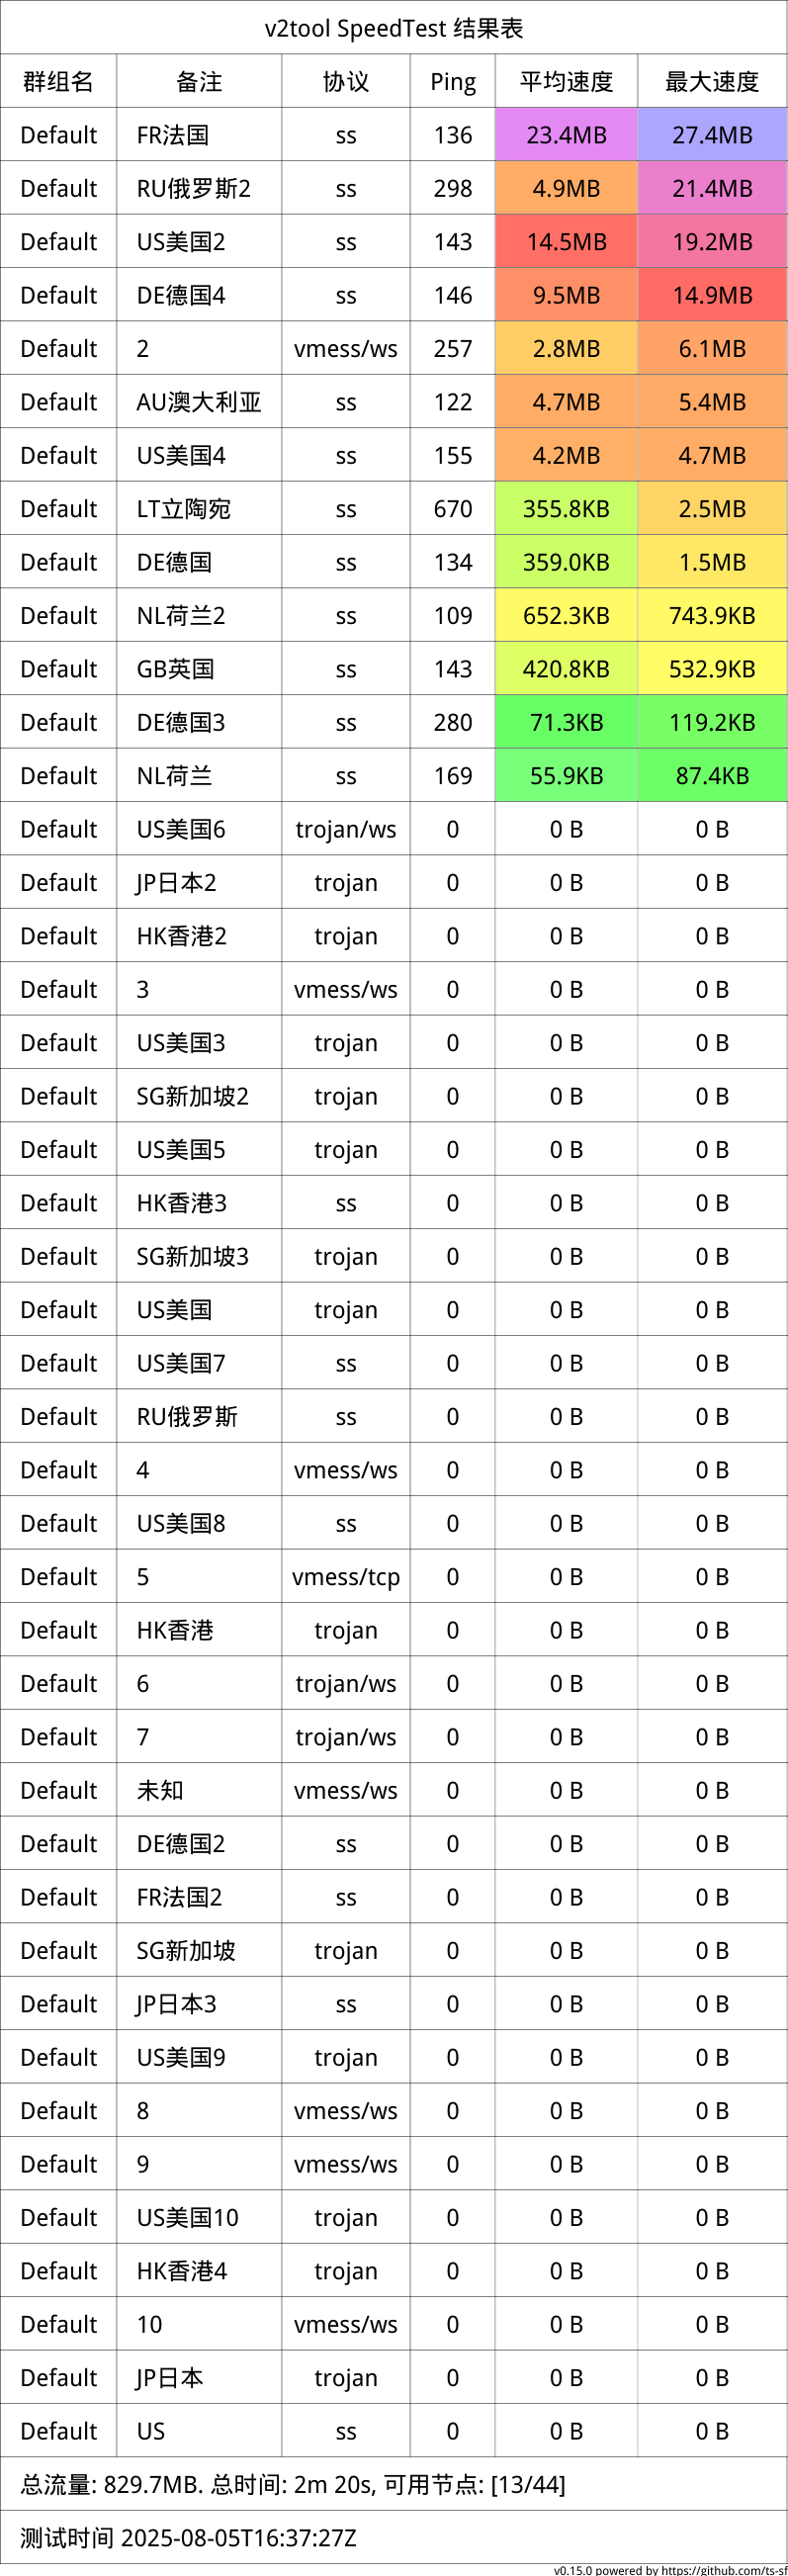 v2tool SpeedTest 结果表
群组名 备注 协议 Ping 平均速度 最大速度
Default FR法国 ss 136 23.4MB 27.4MB
Default RU俄罗斯2 ss 298 4.9MB 21.4MB
Default US美国2 ss 143 14.5MB 19.2MB
Default DE德国4 ss 146 9.5MB 14.9MB
Default 2 vmess/ws 257 2.8MB 6.1MB
Default AU澳大利亚 ss 122 4.7MB 5.4MB
Default US美国4 ss 155 4.2MB 4.7MB
Default LT立陶宛 ss 670 355.8KB 2.5MB
Default DE德国 ss 134 359.0KB 1.5MB
Default NL荷兰2 ss 109 652.3KB 743.9KB
Default GB英国 ss 143 420.8KB 532.9KB
Default DE德国3 ss 280 71.3KB 119.2KB
Default NL荷兰 ss 169 55.9KB 87.4KB
Default US美国6 trojan/ws 0 0 B 0 B
Default JP日本2 trojan 0 0 B 0 B
Default HK香港2 trojan 0 0 B 0 B
Default 3 vmess/ws 0 0 B 0 B
Default US美国3 trojan 0 0 B 0 B
Default SG新加坡2 trojan 0 0 B 0 B
Default US美国5 trojan 0 0 B 0 B
Default HK香港3 ss 0 0 B 0 B
Default SG新加坡3 trojan 0 0 B 0 B
Default US美国 trojan 0 0 B 0 B
Default US美国7 ss 0 0 B 0 B
Default RU俄罗斯 ss 0 0 B 0 B
Default 4 vmess/ws 0 0 B 0 B
Default US美国8 ss 0 0 B 0 B
Default 5 vmess/tcp 0 0 B 0 B
Default HK香港 trojan 0 0 B 0 B
Default 6 trojan/ws 0 0 B 0 B
Default 7 trojan/ws 0 0 B 0 B
Default 未知 vmess/ws 0 0 B 0 B
Default DE德国2 ss 0 0 B 0 B
Default FR法国2 ss 0 0 B 0 B
Default SG新加坡 trojan 0 0 B 0 B
Default JP日本3 ss 0 0 B 0 B
Default US美国9 trojan 0 0 B 0 B
Default 8 vmess/ws 0 0 B 0 B
Default 9 vmess/ws 0 0 B 0 B
Default US美国10 trojan 0 0 B 0 B
Default HK香港4 trojan 0 0 B 0 B
Default 10 vmess/ws 0 0 B 0 B
Default JP日本 trojan 0 0 B 0 B
Default US ss 0 0 B 0 B
总流量: 829.7MB. 总时间: 2m 20s, 可用节点: [13/44]
测试时间 2025-08-05T16:37:27Z
v0.15.0 powered by https://github.com/ts-sf